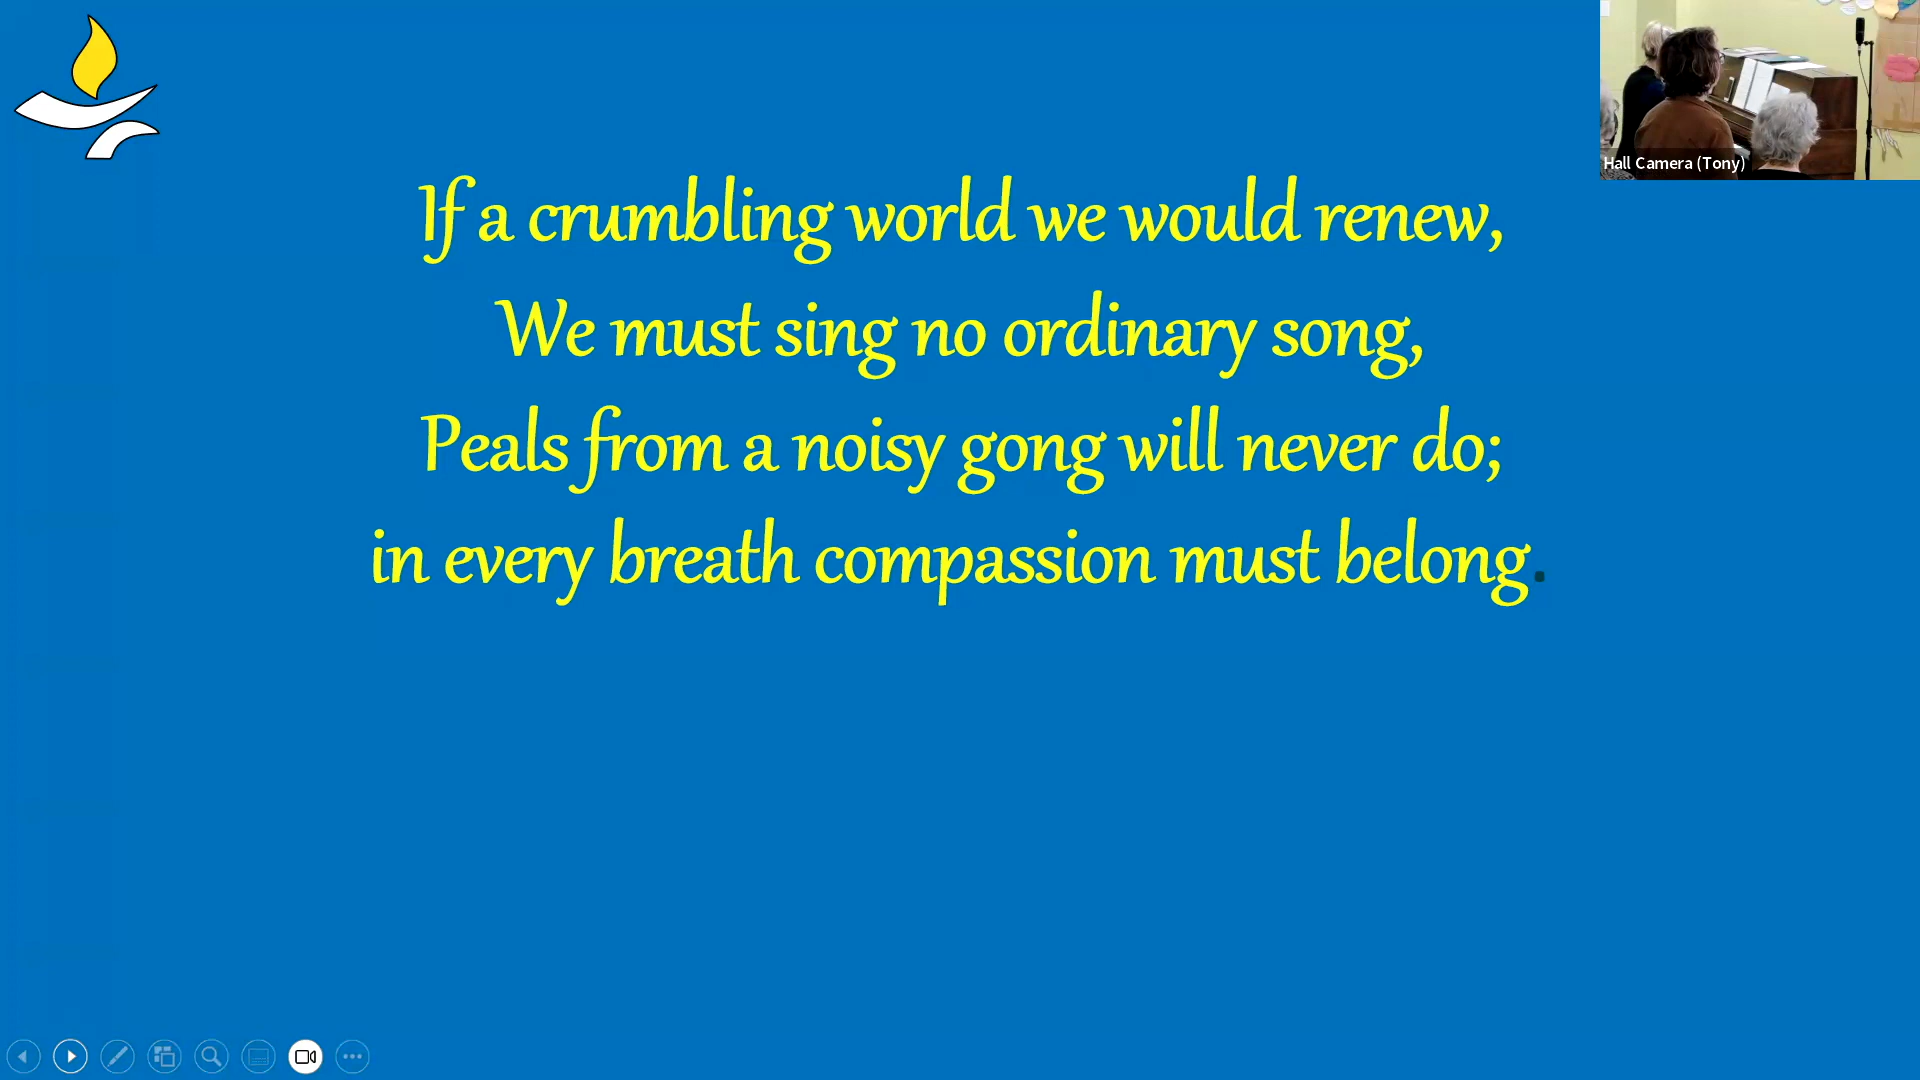 Hall Camera (Tony)
If a crumbling world we would renew,
We must sing no ordinary song,
Peals from a noisy gong will never do;
in every breath compassion must belong.